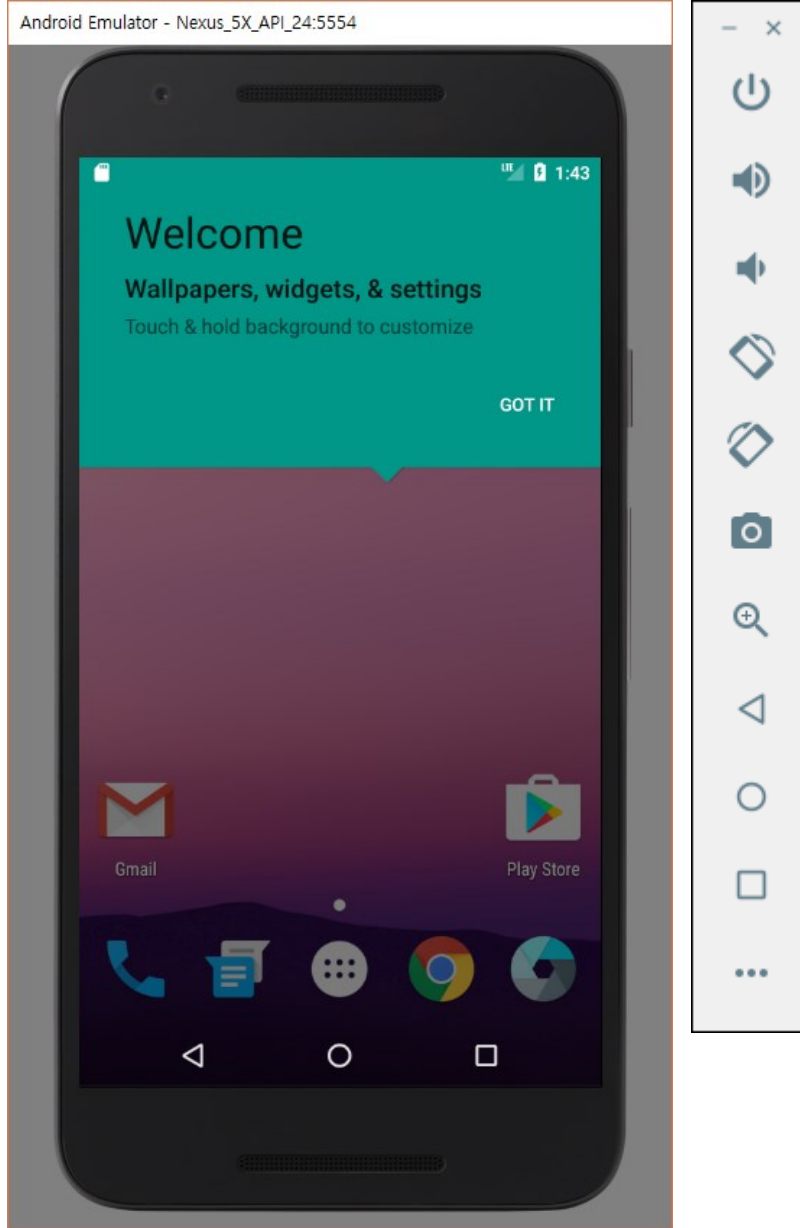 Android Emulator - Nexus_5X_API_24:5554
LTE 1:43
Welcome
Wallpapers, widgets, & settings
Touch & hold background to customize
GOT IT
Gmail
Play Store